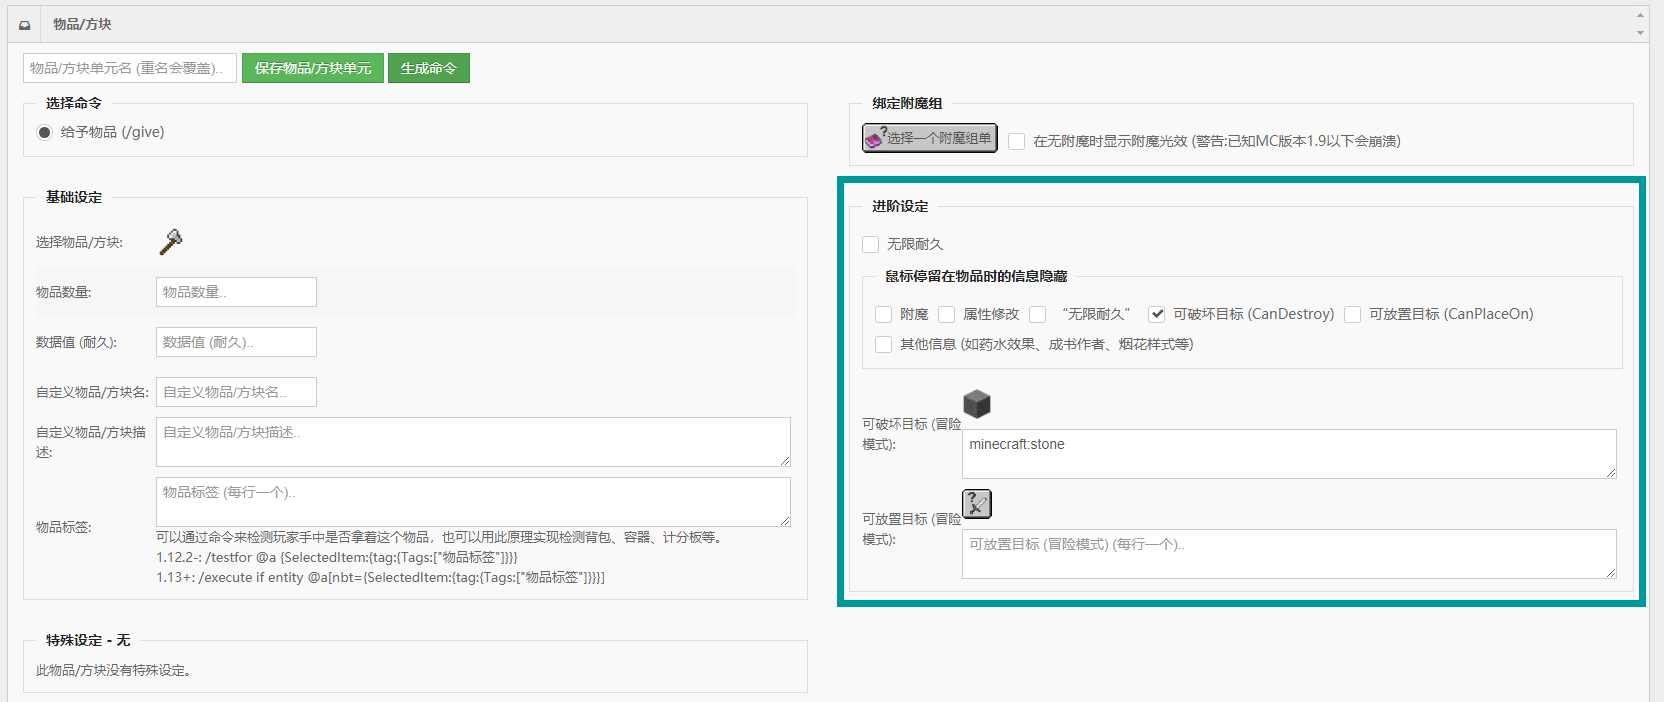 物品/方块
物品/方块单元名 (重名会覆盖)..
保存物品/方块单元
生成命令
选择命令
给予物品 (/give)
绑定附魔组
选择一个附魔组单
在无附魔时显示附魔光效 (警告:已知MC版本1.9以下会崩溃)
基础设定
选择物品/方块:
物品数量:
物品数量..
数据值 (耐久):
数据值 (耐久)..
自定义物品/方块名:
自定义物品/方块名..
自定义物品/方块描
述:
自定义物品/方块描述..
物品标签:
物品标签 (每行一个)..
可以通过命令来检测玩家手中是否拿着这个物品，也可以用此原理实现检测背包、容器、计分板等。
1.12.2-: /testfor @a {SelectedItem:{tag:{Tags:["物品标签"]}}}
1.13+: /execute if entity @a[nbt={SelectedItem:{tag:{Tags:["物品标签"]}}}]
进阶设定
无限耐久
鼠标停留在物品时的信息隐藏
附魔
属性修改
“无限耐久”
可破坏目标 (CanDestroy)
可放置目标 (CanPlaceOn)
其他信息 (如药水效果、成书作者、烟花样式等)
可破坏目标 (冒险
模式):
minecraft:stone
可放置目标 (冒险
模式):
可放置目标 (冒险模式) (每行一个)..
特殊设定 - 无
此物品/方块没有特殊设定。